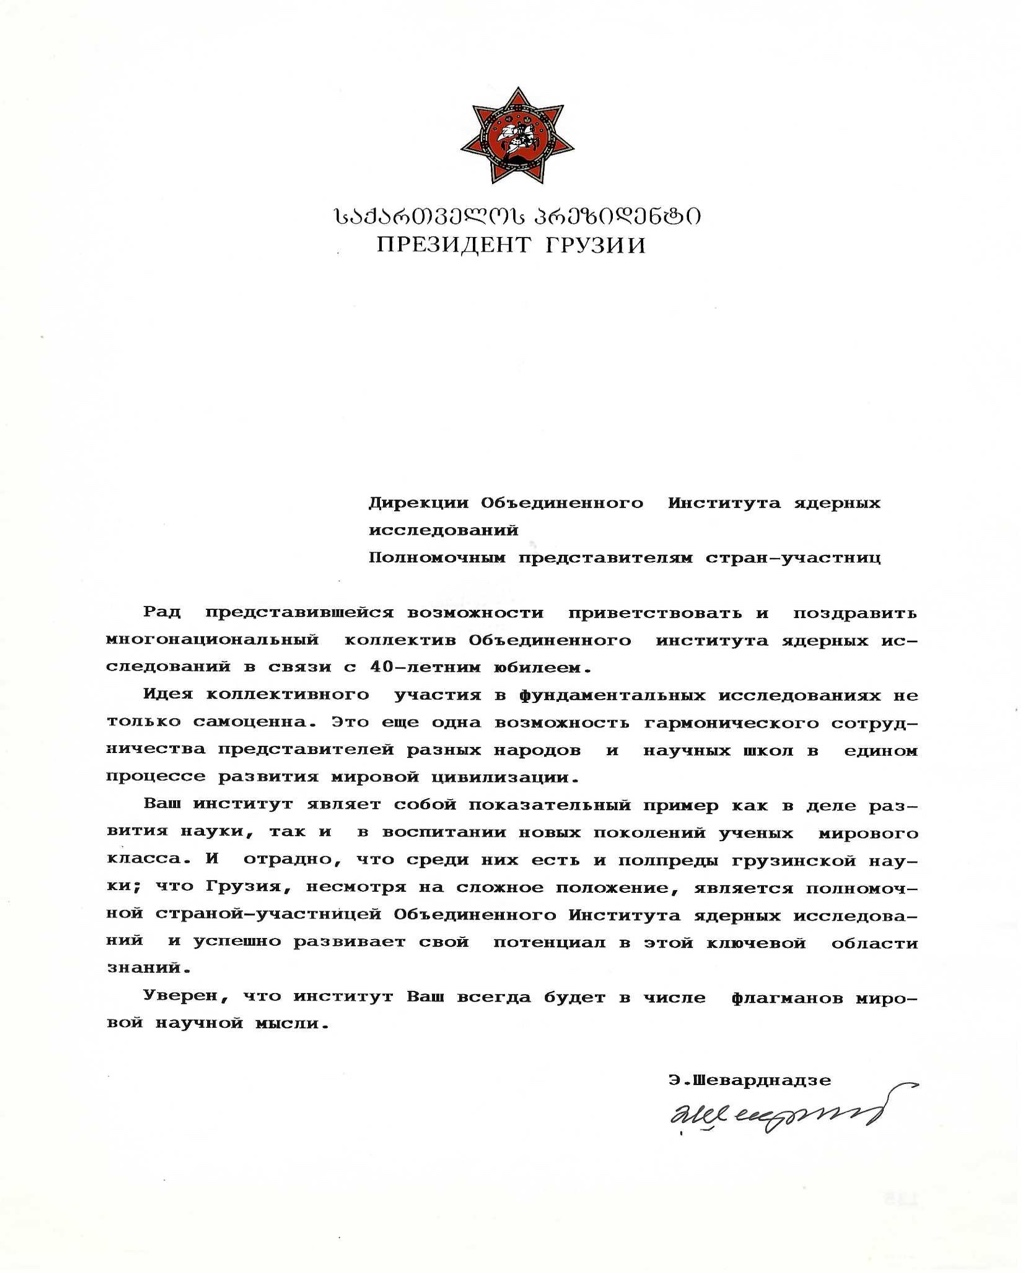 ᲡᲐᲥᲐᲠᲗᲕᲔᲚᲝᲡ ᲞᲠᲔᲖᲘᲓᲔᲜᲢᲘ
ПРЕЗИДЕНТ ГРУЗИИ
Дирекции Объединенного Института ядерных
исследований
Полномочным представителям стран-участниц
Рад представившейся возможности приветствовать и поздравить
многонациональный коллектив Объединенного института ядерных ис-
следований в связи с 40-летним юбилеем.
Идея коллективного участия в фундаментальных исследованиях не
только самоценна. Это еще одна возможность гармонического сотруд-
ничества представителей разных народов и научных школ в едином
процессе развития мировой цивилизации.
Ваш институт являет собой показательный пример как в деле раз-
вития науки, так и в воспитании новых поколений ученых мирового
класса. И отрадно, что среди них есть и полпреды грузинской нау-
ки; что Грузия, несмотря на сложное положение, является полномоч-
ной страной-участницей Объединенного Института ядерных исследова-
ний и успешно развивает свой потенциал в этой ключевой области
знаний.
Уверен, что институт Ваш всегда будет в числе флагманов миро-
вой научной мысли.
Э.Шеварднадзе